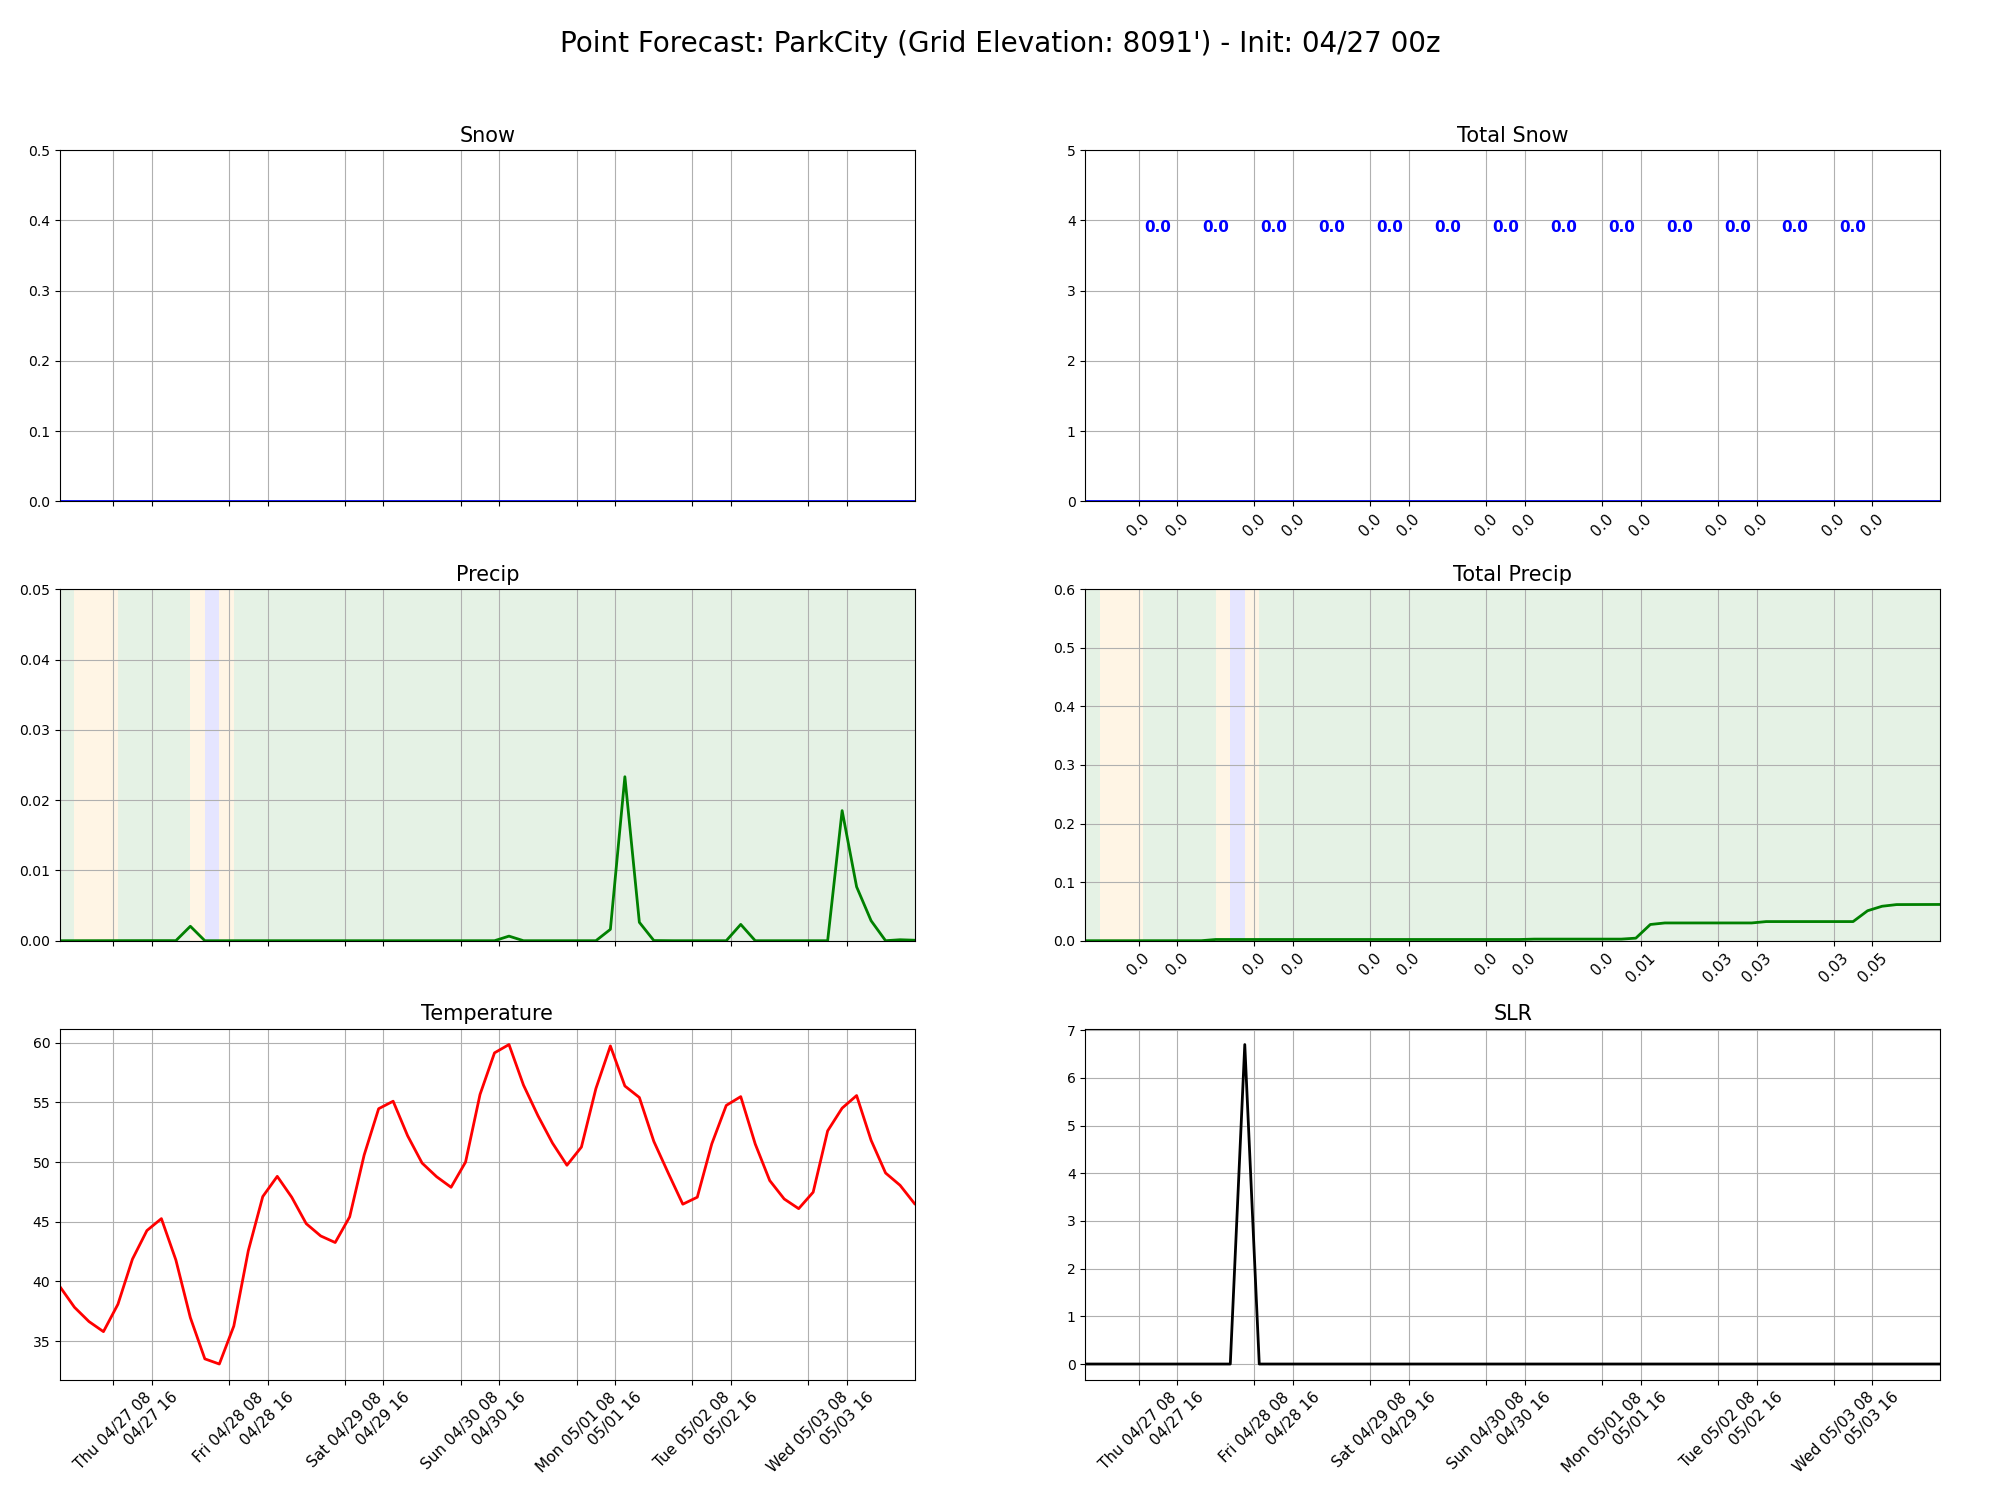 Point Forecast: ParkCity (Grid Elevation: 8091') - Init: 04/27 00z
Snow
0.5
0.4
0.3
0.2
0.1
0.0
Total Snow
5
4
3
2
1
0
0.0 0.0 0.0 0.0 0.0 0.0 0.0 0.0 0.0 0.0 0.0 0.0 0.0
0.0 0.0 0.0 0.0 0.0 0.0 0.0 0.0 0.0 0.0 0.0 0.0 0.0 0.0
Precip
0.05
0.04
0.03
0.02
0.01
0.00
Total Precip
0.6
0.5
0.4
0.3
0.2
0.1
0.0
0.0 0.0 0.0 0.0 0.0 0.0 0.0 0.0 0.0 0.01 0.03 0.03 0.03 0.05
Temperature
60
55
50
45
40
35
Thu 04/27 08
04/27 16
Fri 04/28 08
04/28 16
Sat 04/29 08
04/29 16
Sun 04/30 08
04/30 16
Mon 05/01 08
05/01 16
Tue 05/02 08
05/02 16
Wed 05/03 08
05/03 16
SLR
7
6
5
4
3
2
1
0
Thu 04/27 08
04/27 16
Fri 04/28 08
04/28 16
Sat 04/29 08
04/29 16
Sun 04/30 08
04/30 16
Mon 05/01 08
05/01 16
Tue 05/02 08
05/02 16
Wed 05/03 08
05/03 16